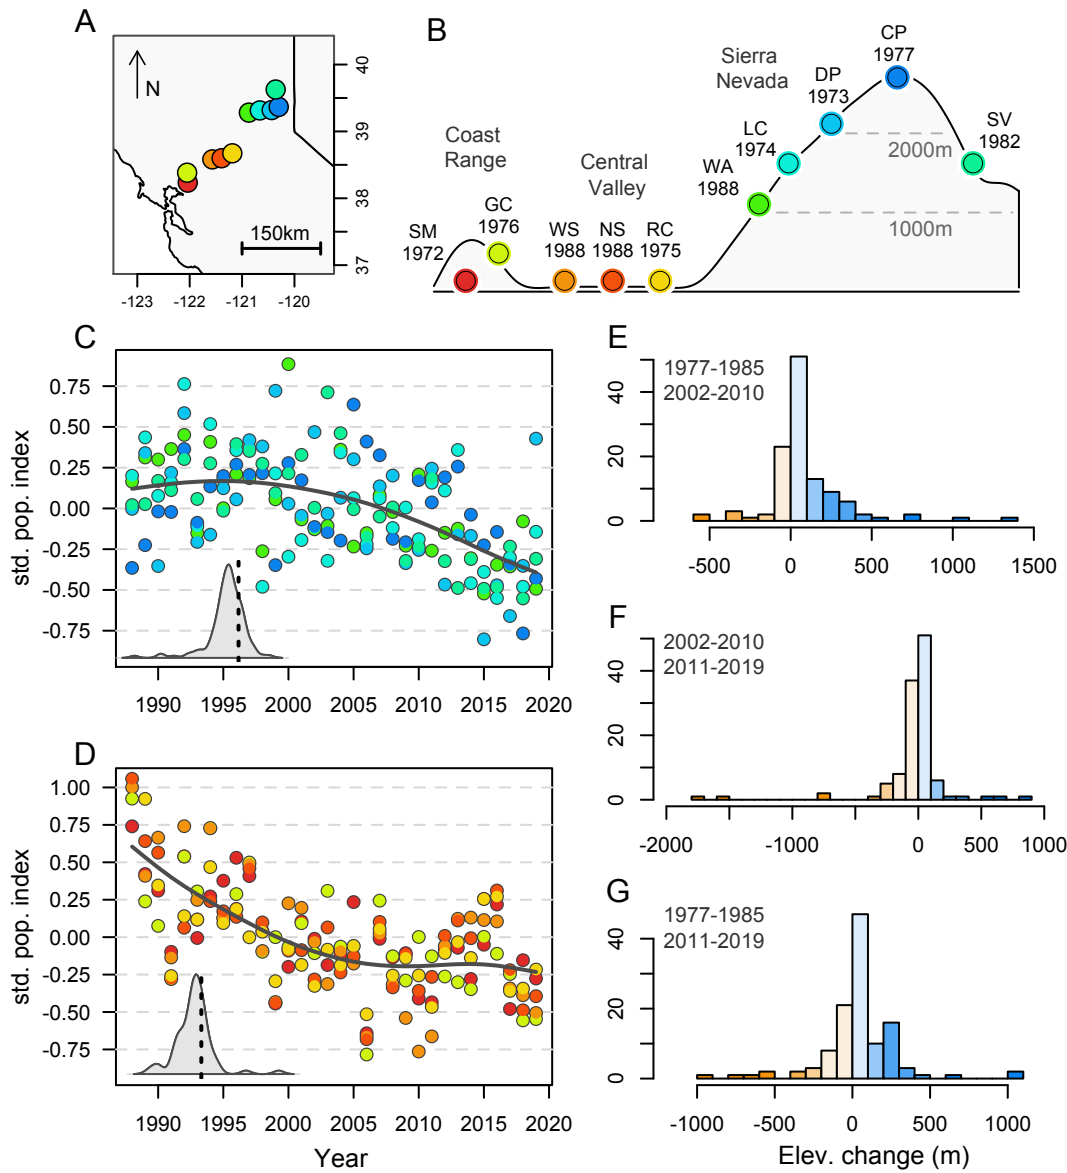 A
N
150km
40
39
38
37
-123
-122
-121
-120
B
Coast
Range
Central
Valley
Sierra
Nevada
SM
1972
GC
1976
WS
1988
NS
1988
RC
1975
WA
1988
LC
1974
DP
1973
CP
1977
SV
1982
2000m
1000m
C
std. pop. index
0.75
0.50
0.25
0.00
-0.25
-0.50
-0.75
1990 1995 2000 2005 2010 2015 2020
D
std. pop. index
1.00
0.75
0.50
0.25
0.00
-0.25
-0.50
-0.75
1990 1995 2000 2005 2010 2015 2020
Year
E
1977-1985
2002-2010
40
20
0
-500 0 500 1000 1500
F
2002-2010
2011-2019
40
20
0
-2000 -1000 0 1000
G
1977-1985
2011-2019
40
20
0
-1000 -500 0 500 1000
Elev. change (m)